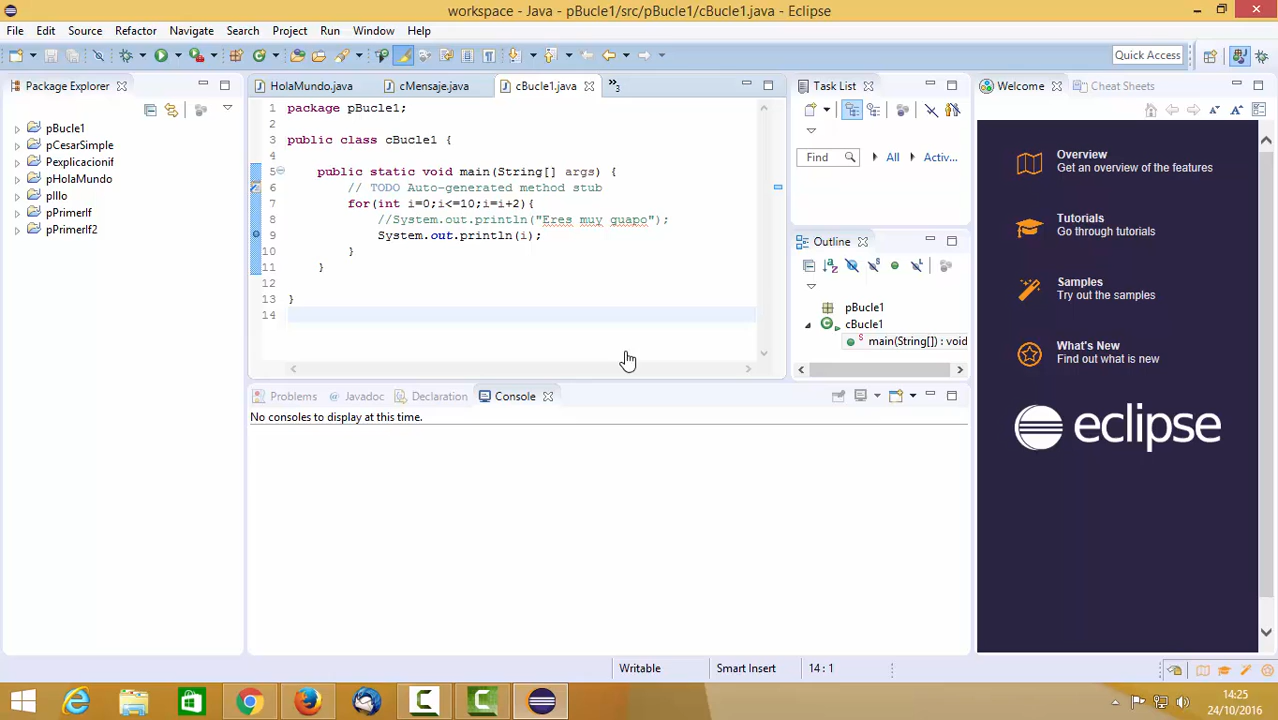 workspace - Java - pBucle1/src/pBucle1/cBucle1.java - Eclipse
File Edit Source Refactor Navigate Search Project Run Window Help
Quick Access
Package Explorer
pBucle1
pCesarSimple
Pexplicacionif
pHolaMundo
pIllo
pPrimerIf
pPrimerIf2
HolaMundo.java cMensaje.java cBucle1.java 3
1 package pBucle1;
2
3 public class cBucle1 {
4
5 public static void main(String[] args) {
6 // TODO Auto-generated method stub
7 for(int i=0;i<=10;i=i+2){
8 //System.out.println("Eres muy guapo");
9 System.out.println(i);
10 }
11 }
12
13 }
14
Task List
Find All Activ...
Outline
pBucle1
cBucle1
main(String[]) : void
Problems Javadoc Declaration Console
No consoles to display at this time.
Welcome Cheat Sheets
Overview
Get an overview of the features
Tutorials
Go through tutorials
Samples
Try out the samples
What's New
Find out what is new
eclipse
Writable Smart Insert 14 : 1
14:25
24/10/2016